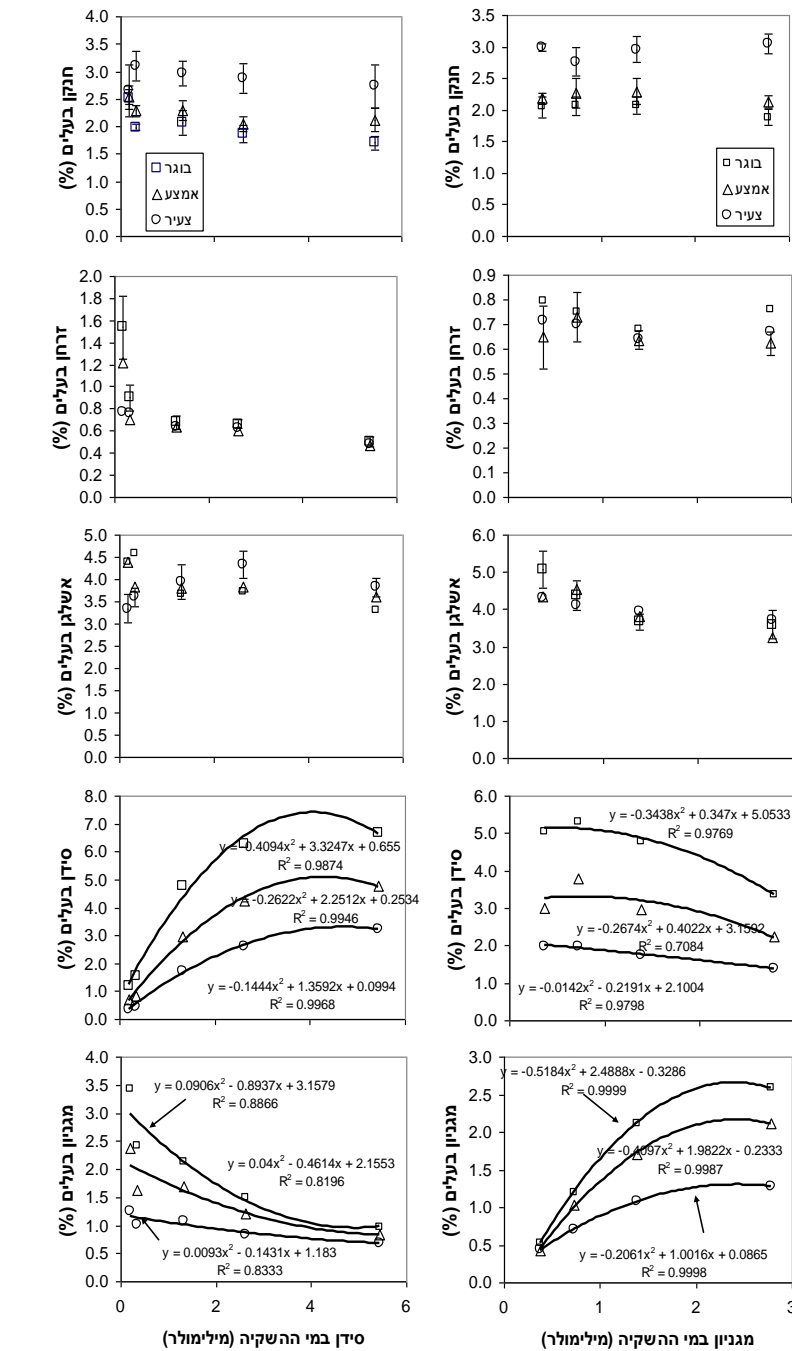 חנקן בעלים (%)
4.0
3.5
3.0
2.5
2.0
1.5
1.0
0.5
0.0
בוגר
אמצע
צעיר
חנקן בעלים (%)
3.5
3.0
2.5
2.0
1.5
1.0
0.5
0.0
בוגר
אמצע
צעיר
זרחן בעלים (%)
2.0
1.8
1.6
1.4
1.2
1.0
0.8
0.6
0.4
0.2
0.0
זרחן בעלים (%)
0.9
0.8
0.7
0.6
0.5
0.4
0.3
0.2
0.1
0.0
אשלגן בעלים (%)
5.0
4.5
4.0
3.5
3.0
2.5
2.0
1.5
1.0
0.5
0.0
אשלגן בעלים (%)
6.0
5.0
4.0
3.0
2.0
1.0
0.0
סידן בעלים (%)
8.0
7.0
6.0
5.0
4.0
3.0
2.0
1.0
0.0
y = -0.4094x² + 3.3247x + 0.655
R² = 0.9874
y = -0.2622x² + 2.2512x + 0.2534
R² = 0.9946
y = -0.1444x² + 1.3592x + 0.0994
R² = 0.9968
סידן בעלים (%)
6.0
5.0
4.0
3.0
2.0
1.0
0.0
y = -0.3438x² + 0.347x + 5.0533
R² = 0.9769
y = -0.2674x² + 0.4022x + 3.1592
R² = 0.7084
y = -0.0142x² - 0.2191x + 2.1004
R² = 0.9798
מגניון בעלים (%)
4.0
3.5
3.0
2.5
2.0
1.5
1.0
0.5
0.0
y = 0.0906x² - 0.8937x + 3.1579
R² = 0.8866
y = 0.04x² - 0.4614x + 2.1553
R² = 0.8196
y = 0.0093x² - 0.1431x + 1.183
R² = 0.8333
0 2 4 6
סידן במי ההשקיה (מילימולר)
מגניון בעלים (%)
3.0
2.5
2.0
1.5
1.0
0.5
0.0
y = -0.5184x² + 2.4888x - 0.3286
R² = 0.9999
y = -0.4097x² + 1.9822x - 0.2333
R² = 0.9987
y = -0.2061x² + 1.0016x + 0.0865
R² = 0.9998
0 1 2 3
מגניון במי ההשקיה (מילימולר)